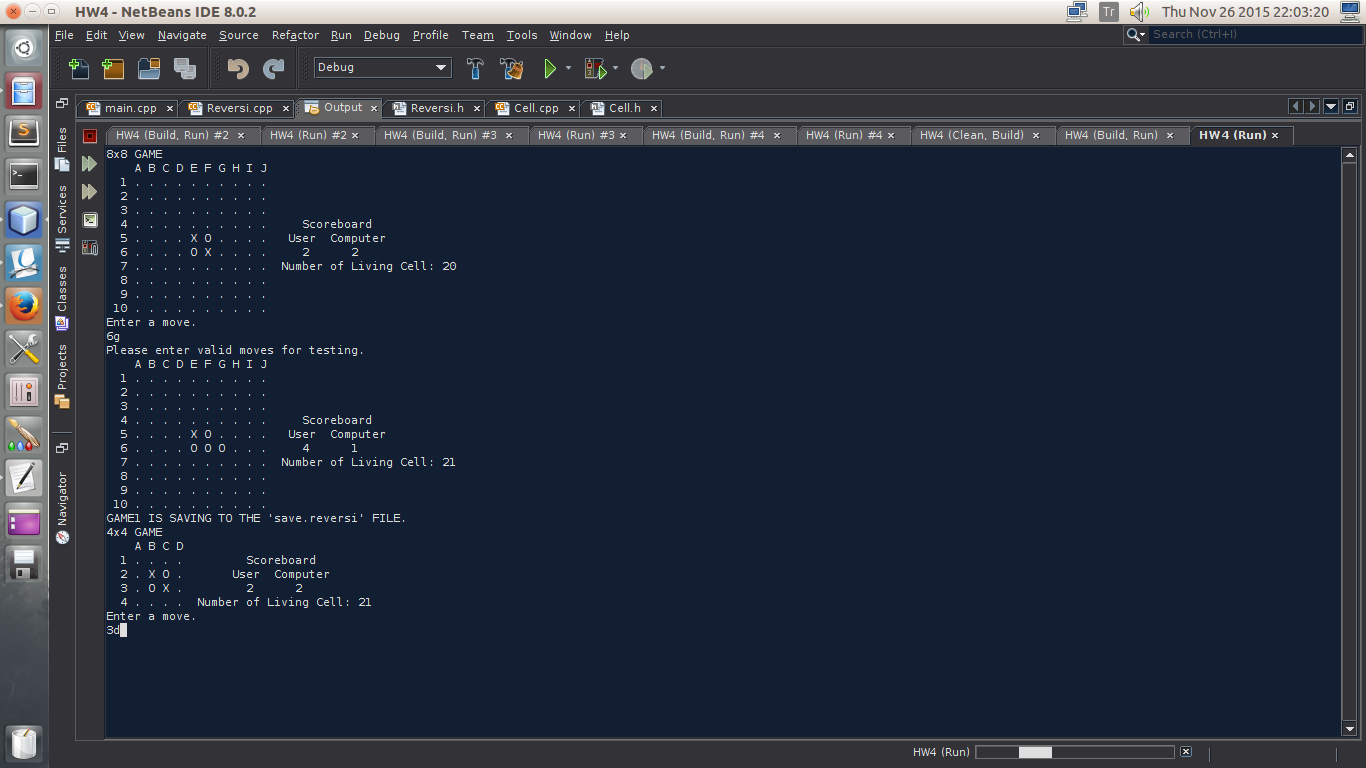 HW4 - NetBeans IDE 8.0.2
Tr
Thu Nov 26 2015 22:03:20
File Edit View Navigate Source Refactor Run Debug Profile Team Tools Window Help
Search (Ctrl+I)
Debug
main.cpp Reversi.cpp Output Reversi.h Cell.cpp Cell.h
HW4 (Build, Run) #2 HW4 (Run) #2 HW4 (Build, Run) #3 HW4 (Run) #3 HW4 (Build, Run) #4 HW4 (Run) #4 HW4 (Clean, Build) HW4 (Build, Run) HW4 (Run)
Files
Services
Classes
Projects
Navigator
8x8 GAME
A B C D E F G H I J
1 . . . . . . . . . .
2 . . . . . . . . . .
3 . . . . . . . . . .
4 . . . . . . . . . . Scoreboard
5 . . . . X O . . . . User Computer
6 . . . . O X . . . . 2 2
7 . . . . . . . . . . Number of Living Cell: 20
8 . . . . . . . . . .
9 . . . . . . . . . .
10 . . . . . . . . . .
Enter a move.
6g
Please enter valid moves for testing.
A B C D E F G H I J
1 . . . . . . . . . .
2 . . . . . . . . . .
3 . . . . . . . . . .
4 . . . . . . . . . . Scoreboard
5 . . . . X O . . . . User Computer
6 . . . . O O O . . . 4 1
7 . . . . . . . . . . Number of Living Cell: 21
8 . . . . . . . . . .
9 . . . . . . . . . .
10 . . . . . . . . . .
GAME1 IS SAVING TO THE 'save.reversi' FILE.
4x4 GAME
A B C D
1 . . . . Scoreboard
2 . X O . User Computer
3 . O X . 2 2
4 . . . . Number of Living Cell: 21
Enter a move.
3d
HW4 (Run)